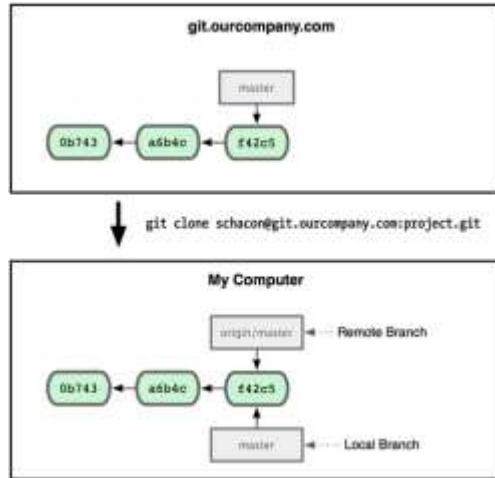 git.ourcompany.com
master
0b743 a6b4c f42c5
git clone schacon@git.ourcompany.com:project.git
My Computer
origin/master Remote Branch
0b743 a6b4c f42c5
master Local Branch